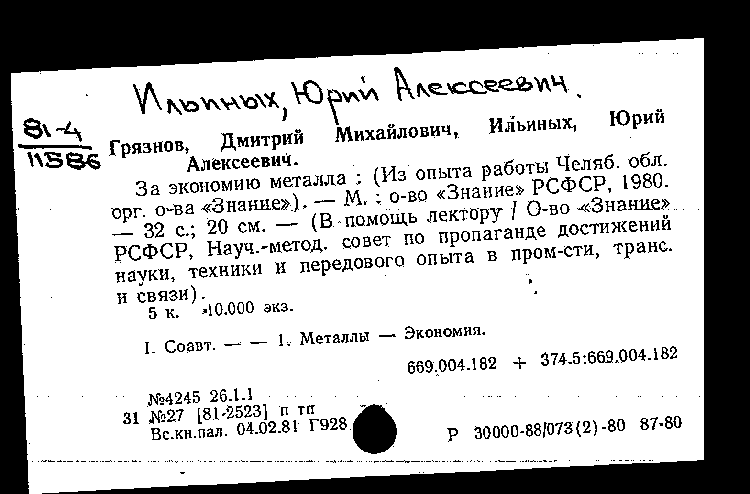 Ильиных, Юрий Алексеевич.
81-4
11586
Грязнов, Дмитрий Михайлович, Ильиных, Юрий
Алексеевич.
За экономию металла : (Из опыта работы Челяб. обл.
орг. о-ва «Знание»). — М. : о-во «Знание» РСФСР, 1980.
— 32 с.; 20 см. — (В помощь лектору / О-во «Знание»
РСФСР, Науч.-метод. совет по пропаганде достижений
науки, техники и передового опыта в пром-сти, транс.
и связи).
5 к. 10.000 экз.
I. Соавт. — — 1. Металлы — Экономия.
669.004.182 + 374.5:669.004.182
№4245 26.1.1
31 №27 [81-2523] п тп
Вс.кн.пал. 04.02.81 Г928
Р 30000-88/073(2)-80 87-80